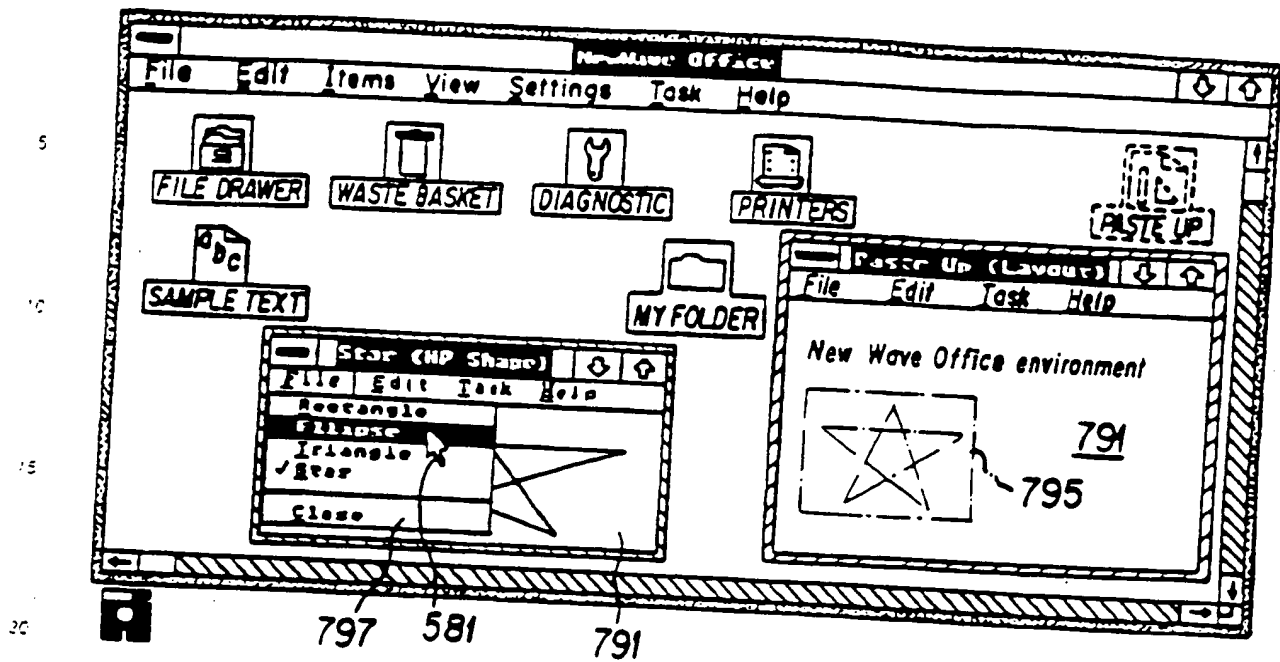 NewWave Office
File Edit Items View Settings Task Help
5
FILE DRAWER WASTE BASKET DIAGNOSTIC PRINTERS PASTE UP
abc
SAMPLE TEXT MY FOLDER
10
Paste Up (Layout)
File Edit Task Help
New Wave Office environment
791
795
Star (HP Shape)
File Edit Task Help
Rectangle
Ellipse
Triangle
✓ Star
Close
15
20
797 581 791